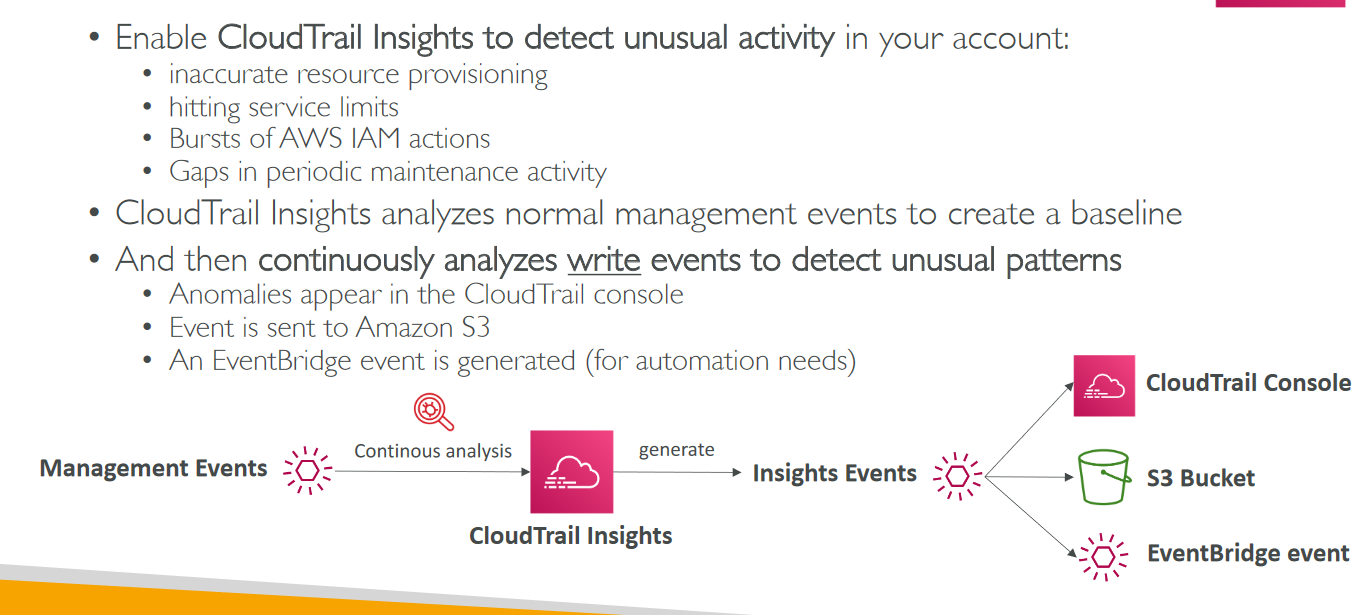 • Enable CloudTrail Insights to detect unusual activity in your account:
• inaccurate resource provisioning
• hitting service limits
• Bursts of AWS IAM actions
• Gaps in periodic maintenance activity
• CloudTrail Insights analyzes normal management events to create a baseline
• And then continuously analyzes write events to detect unusual patterns
• Anomalies appear in the CloudTrail console
• Event is sent to Amazon S3
• An EventBridge event is generated (for automation needs)
Management Events
Continous analysis
CloudTrail Insights
generate
Insights Events
CloudTrail Console
S3 Bucket
EventBridge event